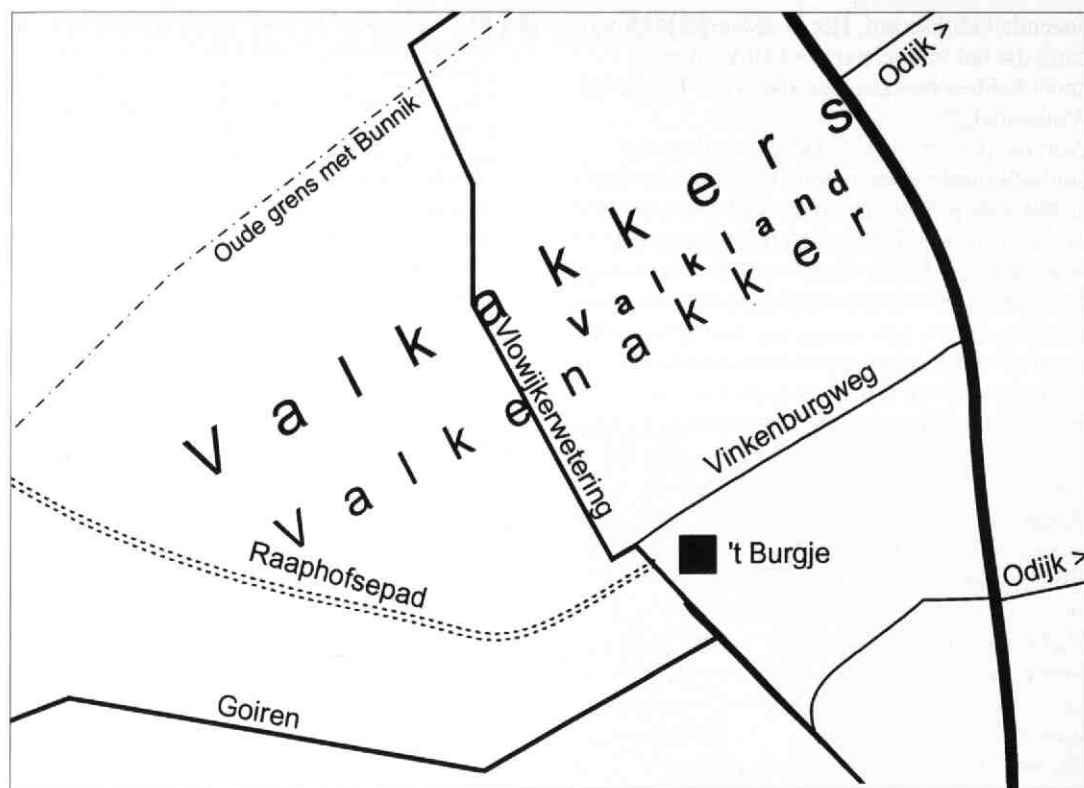 Odijk >
Oude grens met Bunnik
Valkakkers
valkland
Valkenakker
Vlowijkerwetering
Vinkenburgweg
't Burgje
Raaphofsepad
Odijk >
Goiren